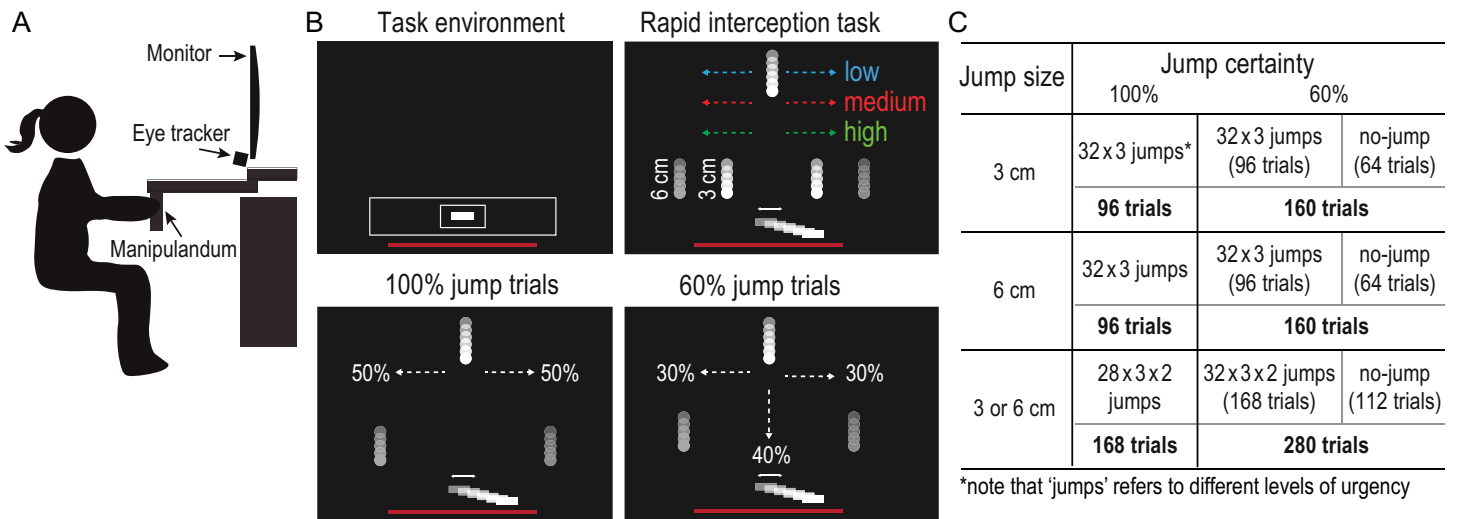 A
Monitor
Eye tracker
Manipulandum
B
Task environment
Rapid interception task
low
medium
high
6 cm
3 cm
100% jump trials
50%
50%
60% jump trials
30%
30%
40%
C
Jump size
Jump certainty
100%
60%
3 cm
32 x 3 jumps*
32 x 3 jumps
(96 trials)
no-jump
(64 trials)
96 trials
160 trials
6 cm
32 x 3 jumps
32 x 3 jumps
(96 trials)
no-jump
(64 trials)
96 trials
160 trials
3 or 6 cm
28 x 3 x 2
jumps
32 x 3 x 2 jumps
(168 trials)
no-jump
(112 trials)
168 trials
280 trials
*note that ‘jumps’ refers to different levels of urgency